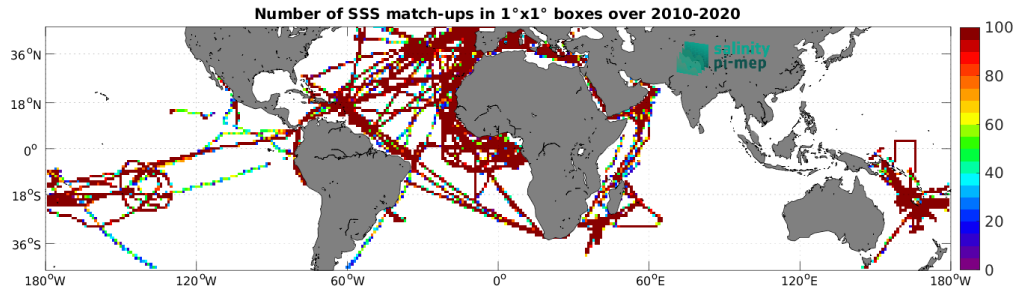 Number of SSS match-ups in 1°x1° boxes over 2010-2020
salinity
pi-mep
36°N
18°N
0°
18°S
36°S
180°W 120°W 60°W 0° 60°E 120°E 180°W
100
80
60
40
20
0